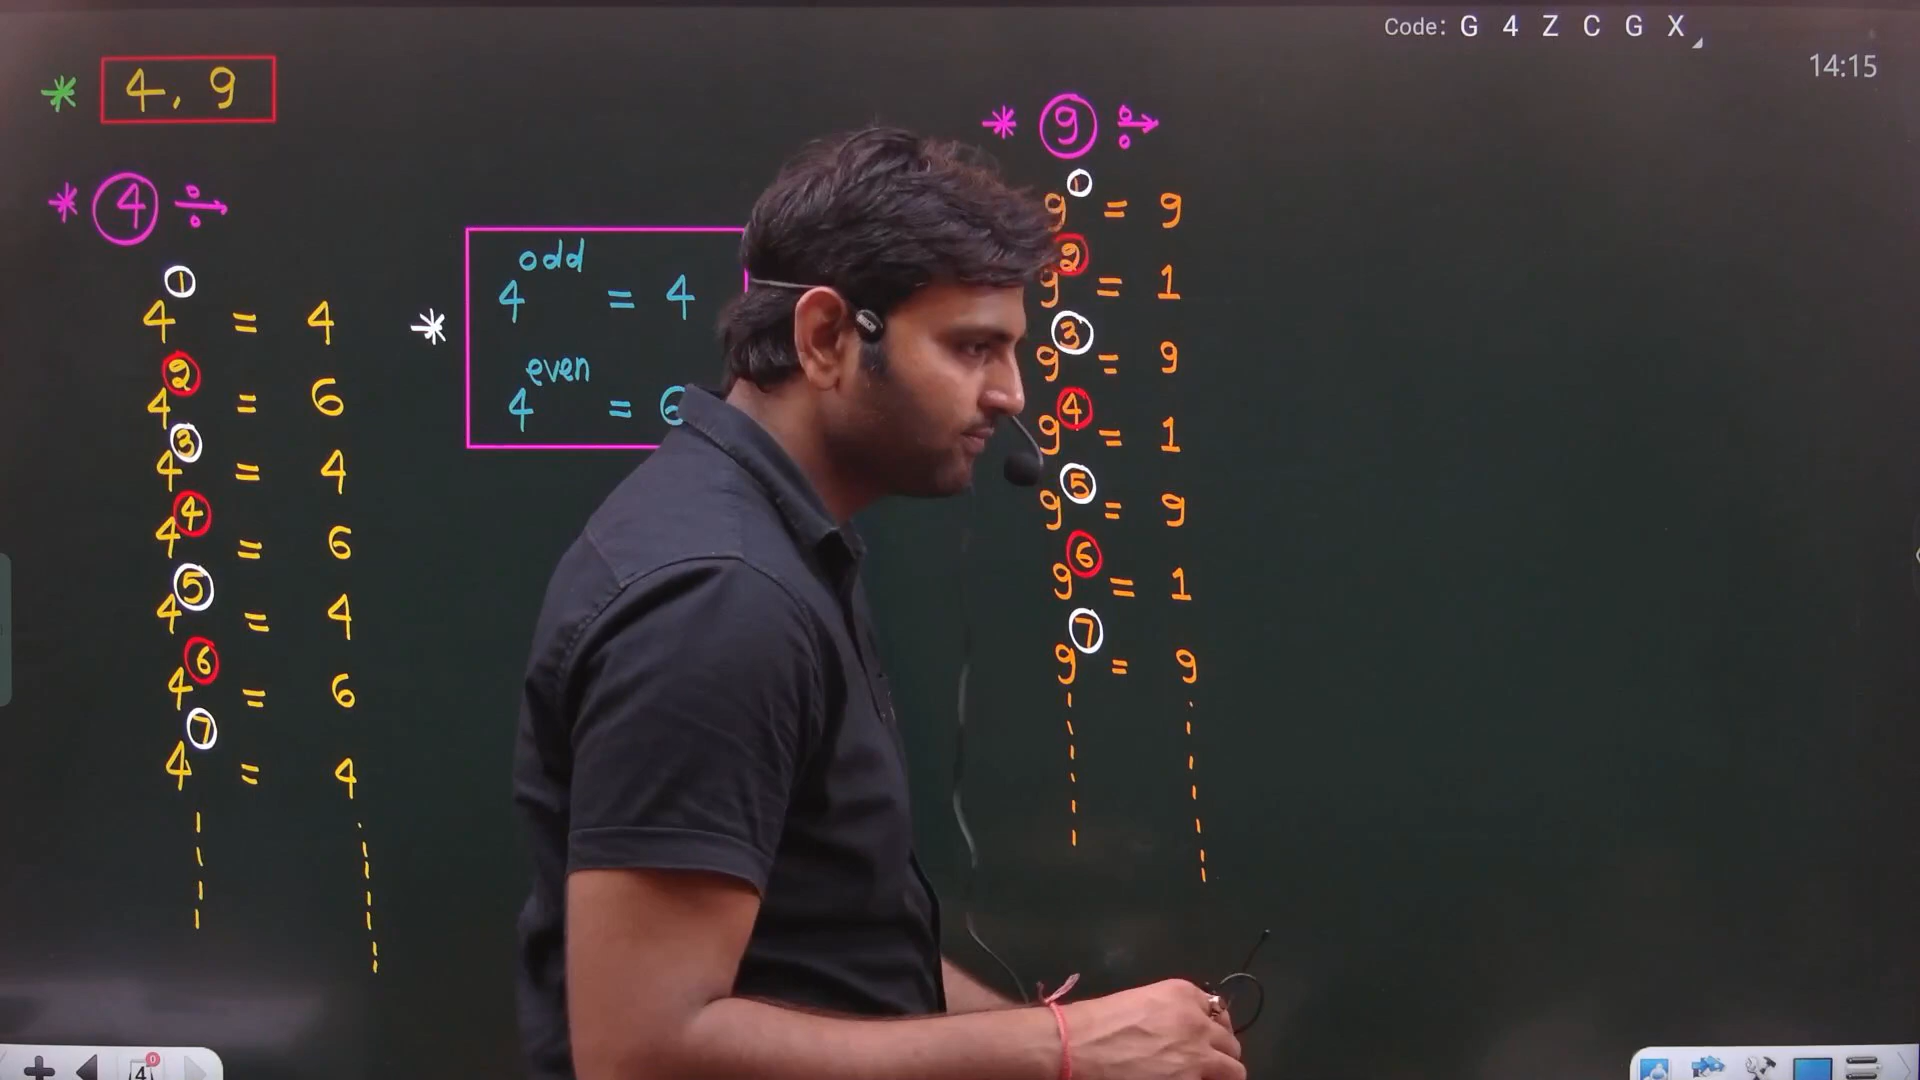 Code: G 4 Z C G X
14:15
* 4, 9
* 4 ÷
4¹ = 4
4² = 6
4³ = 4
4⁴ = 6
4⁵ = 4
4⁶ = 6
4⁷ = 4
* 4^odd = 4
4^even = 6
* 9 ÷
9¹ = 9
9² = 1
9³ = 9
9⁴ = 1
9⁵ = 9
9⁶ = 1
9⁷ = 9
4
0